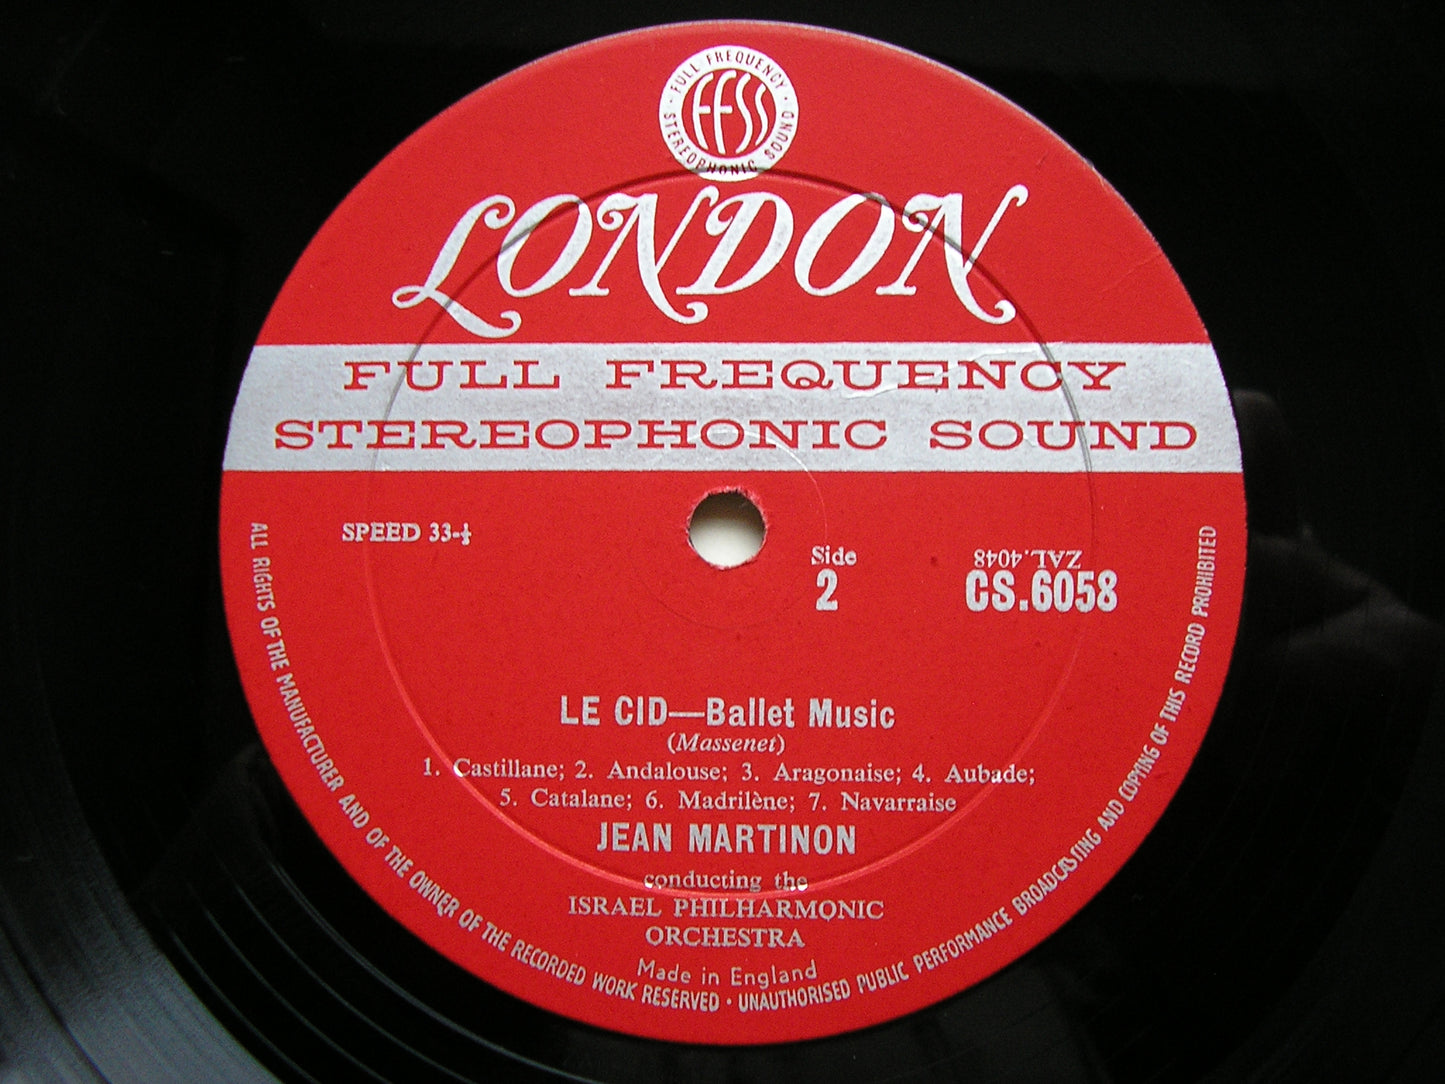 · FULL FREQUENCY ·
STEREOPHONIC SOUND
FFSS
LONDON
FULL FREQUENCY
STEREOPHONIC SOUND
SPEED 33-⅓
Side
2
ZAL.4048
CS.6058
LE CID—Ballet Music
(Massenet)
1. Castillane; 2. Andalouse; 3. Aragonaise; 4. Aubade;
5. Catalane; 6. Madrilène; 7. Navarraise
JEAN MARTINON
conducting the
ISRAEL PHILHARMONIC
ORCHESTRA
Made in England
ALL RIGHTS OF THE MANUFACTURER AND OF THE OWNER OF THE RECORDED WORK RESERVED · UNAUTHORISED PUBLIC PERFORMANCE BROADCASTING AND COPYING OF THIS RECORD PROHIBITED